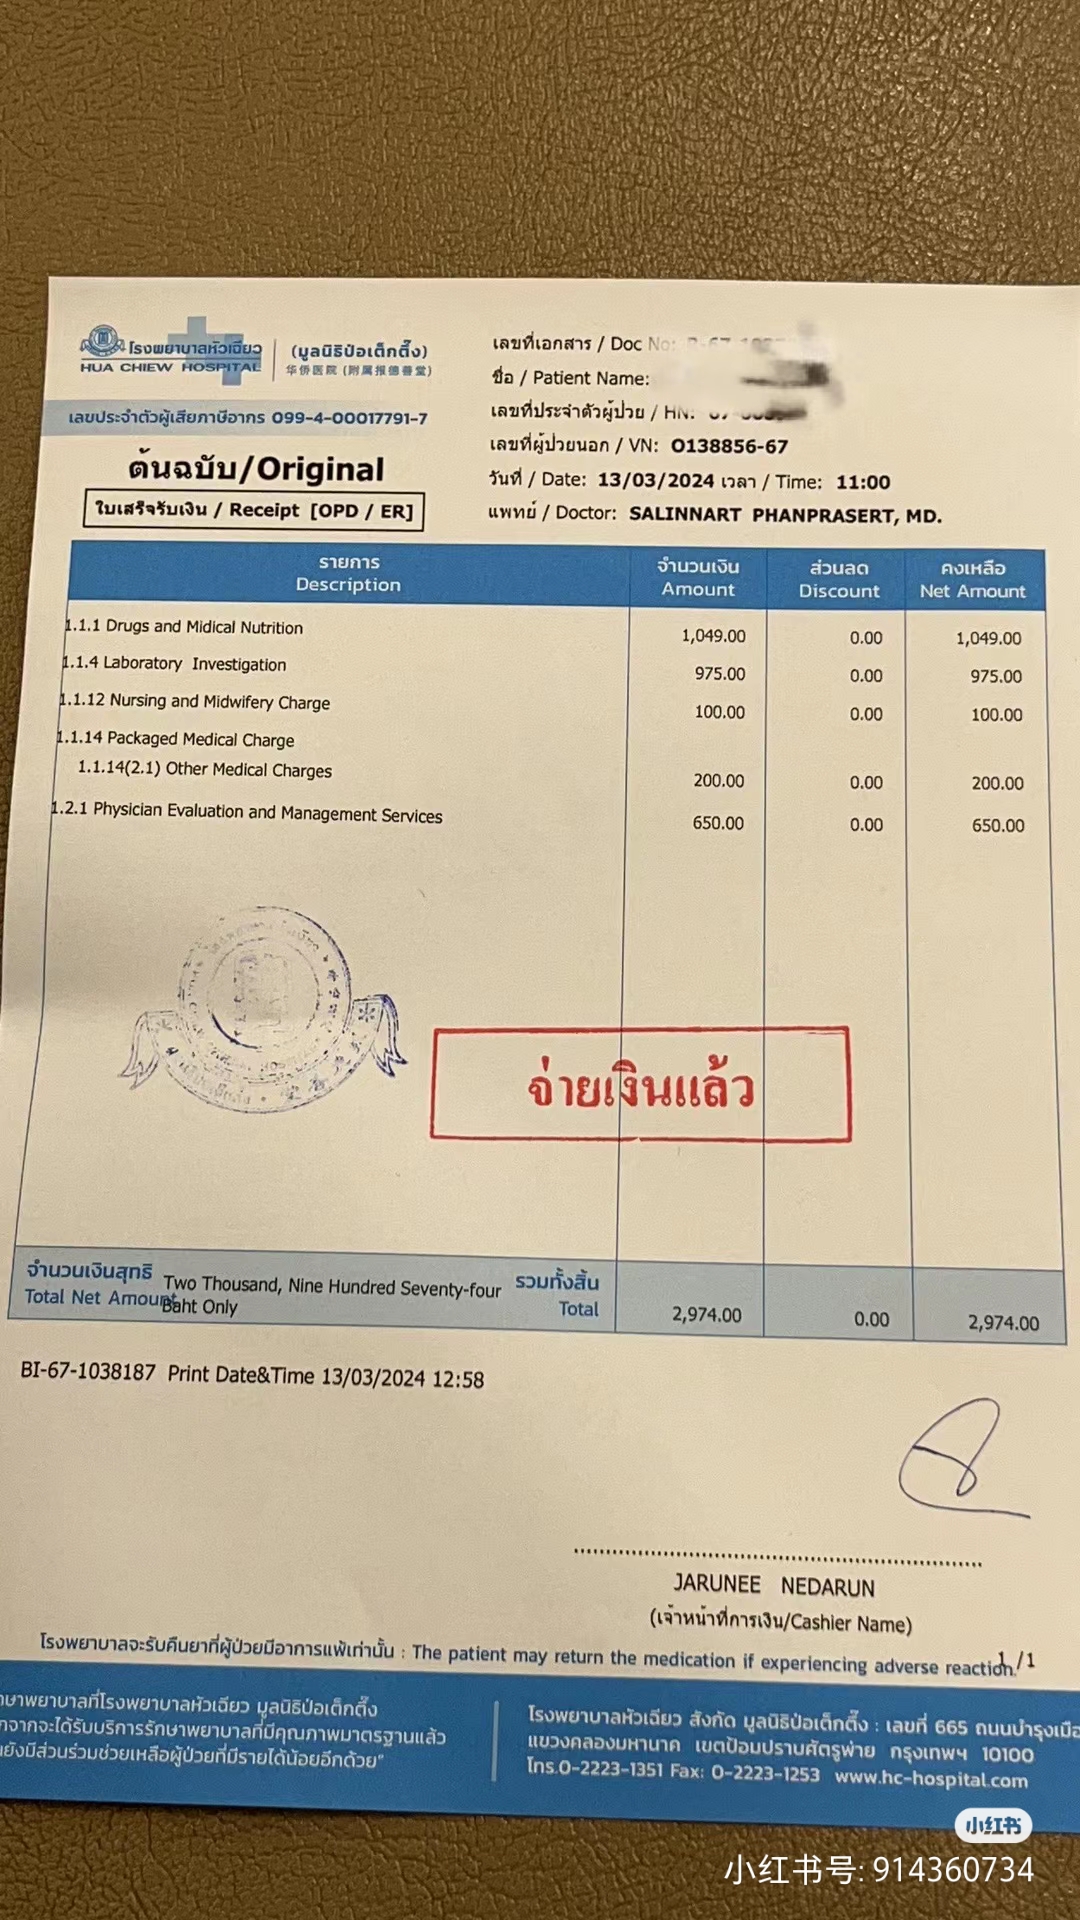 โรงพยาบาลหัวเฉียว
HUA CHIEW HOSPITAL
(มูลนิธิป่อเต็กตึ๊ง)
华侨医院 (附属报德善堂)
เลขประจำตัวผู้เสียภาษีอากร 099-4-00017791-7
ต้นฉบับ/Original
ใบเสร็จรับเงิน / Receipt [OPD / ER]
เลขที่เอกสาร / Doc No:
ชื่อ / Patient Name:
เลขที่ประจำตัวผู้ป่วย / HN:
เลขที่ผู้ป่วยนอก / VN: O138856-67
วันที่ / Date: 13/03/2024 เวลา / Time: 11:00
แพทย์ / Doctor: SALINNART PHANPRASERT, MD.
รายการ จำนวนเงิน ส่วนลด คงเหลือ
Description Amount Discount Net Amount
1.1.1 Drugs and Midical Nutrition 1,049.00 0.00 1,049.00
1.1.4 Laboratory Investigation 975.00 0.00 975.00
1.1.12 Nursing and Midwifery Charge 100.00 0.00 100.00
1.1.14 Packaged Medical Charge
1.1.14(2.1) Other Medical Charges 200.00 0.00 200.00
1.2.1 Physician Evaluation and Management Services 650.00 0.00 650.00
จ่ายเงินแล้ว
จำนวนเงินสุทธิ Two Thousand, Nine Hundred Seventy-four รวมทั้งสิ้น
Total Net Amount Baht Only Total 2,974.00 0.00 2,974.00
BI-67-1038187 Print Date&Time 13/03/2024 12:58
JARUNEE NEDARUN
(เจ้าหน้าที่การเงิน/Cashier Name)
โรงพยาบาลจะรับคืนยาที่ผู้ป่วยมีอาการแพ้เท่านั้น : The patient may return the medication if experiencing adverse reaction.
1/1
ษาพยาบาลที่โรงพยาบาลหัวเฉียว มูลนิธิป่อเต็กตึ๊ง
จากจะได้รับบริการรักษาพยาบาลที่มีคุณภาพมาตรฐานแล้ว
ยังมีส่วนร่วมช่วยเหลือผู้ป่วยที่มีรายได้น้อยอีกด้วย"
โรงพยาบาลหัวเฉียว สังกัด มูลนิธิป่อเต็กตึ๊ง : เลขที่ 665 ถนนบำรุงเมือ
แขวงคลองมหานาค เขตป้อมปราบศัตรูพ่าย กรุงเทพฯ 10100
โทร.0-2223-1351 Fax: 0-2223-1253 www.hc-hospital.com
小红书
小红书号: 914360734